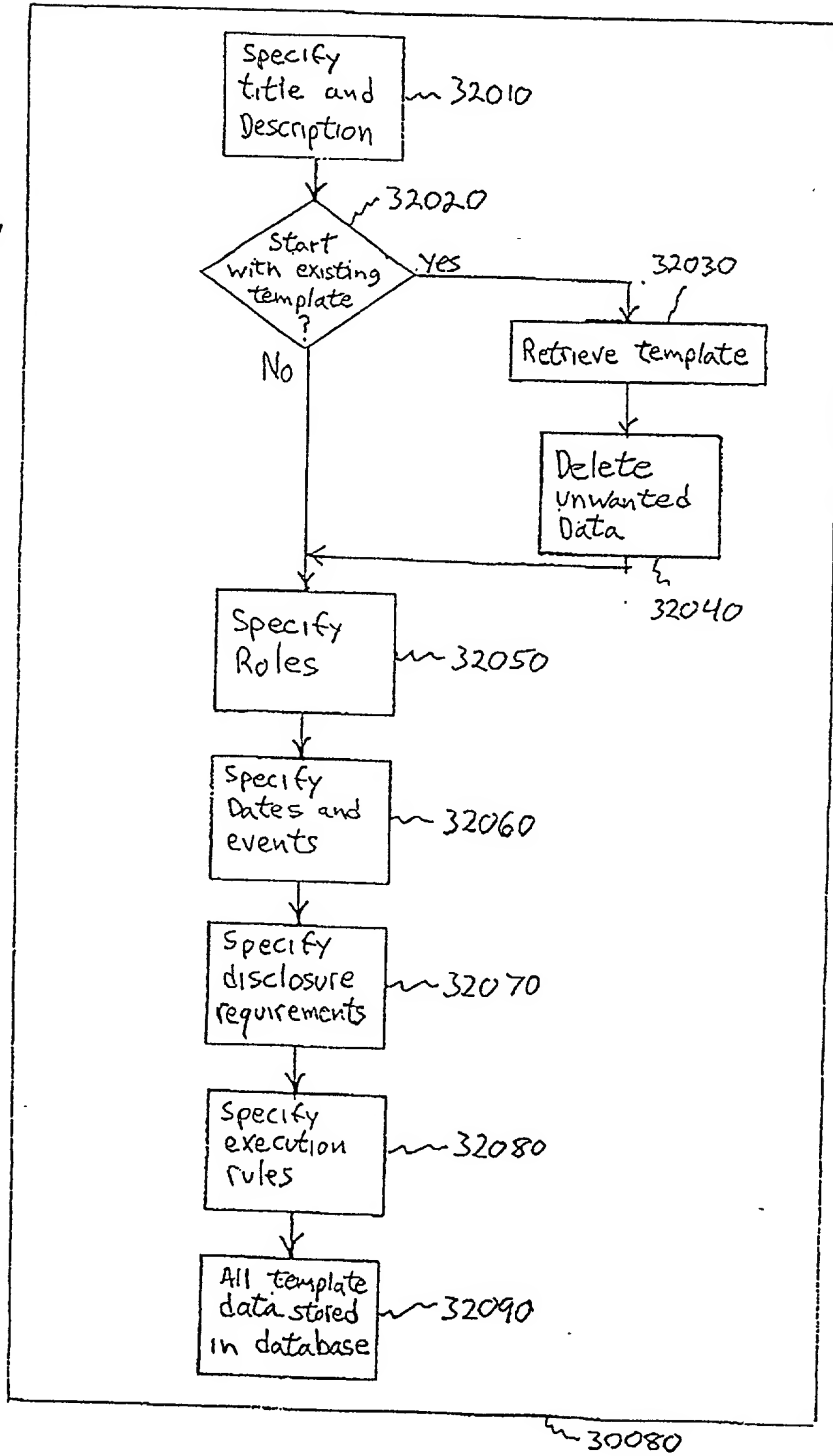 Specify
title and
Description
32010
32020
Start
with existing
template
?
Yes
No
32030
Retrieve template
Delete
unwanted
Data
32040
Specify
Roles
32050
Specify
Dates and
events
32060
Specify
disclosure
requirements
32070
Specify
execution
rules
32080
All template
data stored
in database
32090
30080